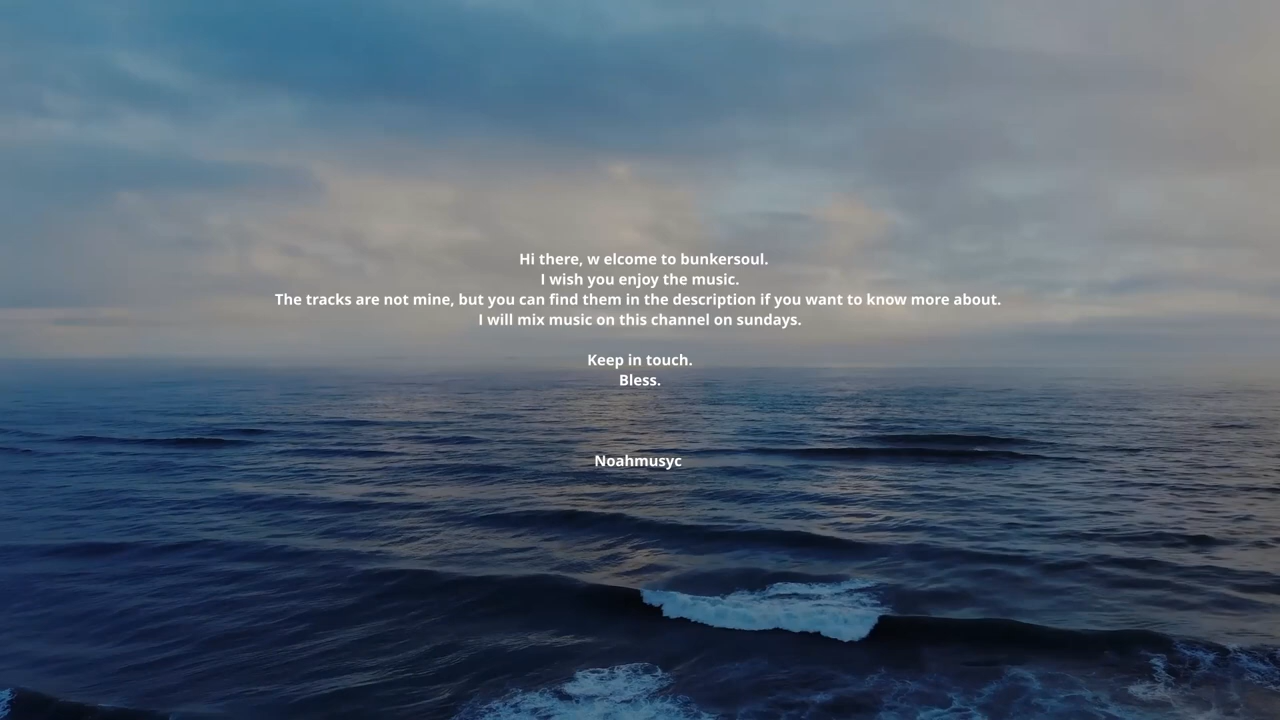 Hi there, w elcome to bunkersoul.
I wish you enjoy the music.
The tracks are not mine, but you can find them in the description if you want to know more about.
I will mix music on this channel on sundays.
Keep in touch.
Bless.
Noahmusyc